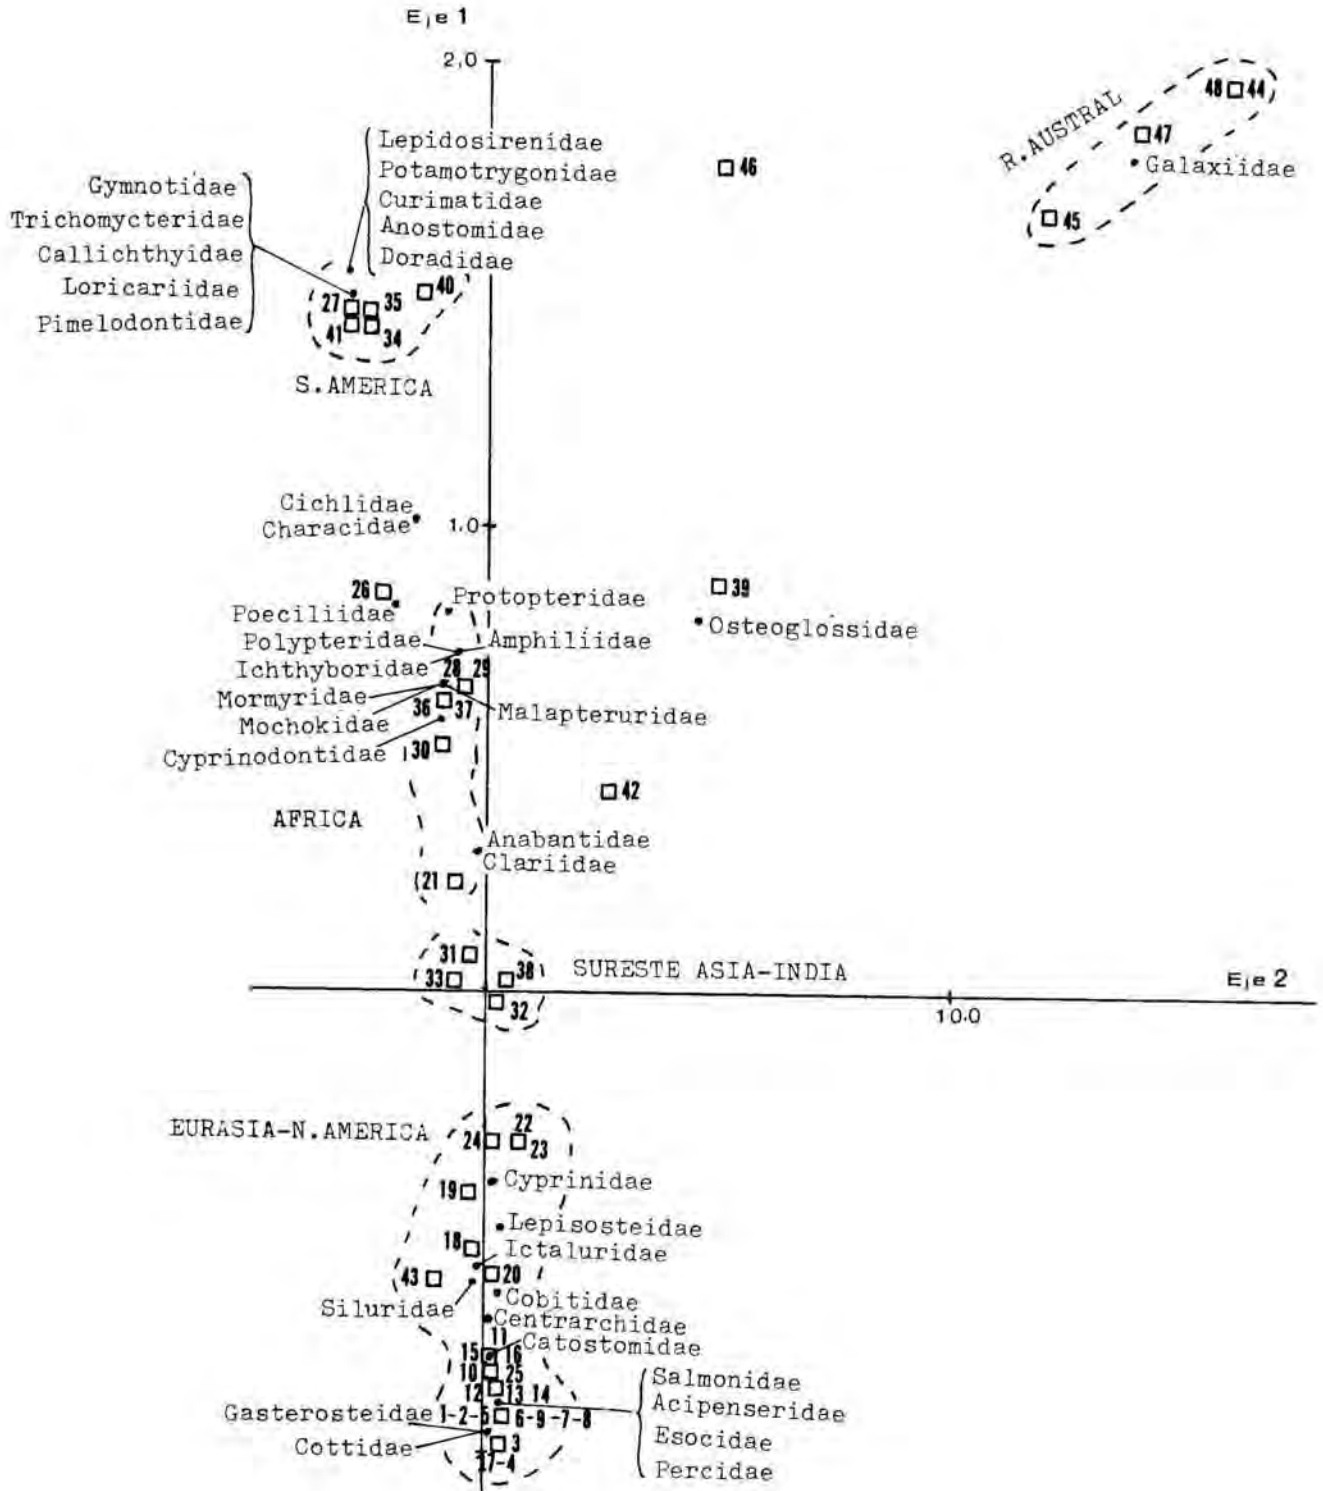 Eje 1
2,0
48 44
R.AUSTRAL
47
Galaxiidae
45
46
Lepidosirenidae
Potamotrygonidae
Curimatidae
Anostomidae
Doradidae
Gymnotidae
Trichomycteridae
Callichthyidae
Loricariidae
Pimelodontidae
40
27 35
41 34
S.AMERICA
Cichlidae
Characidae
1.0
26
39
Poeciliidae
Protopteridae
Osteoglossidae
Polypteridae
Amphiliidae
Ichthyboridae
28 29
Mormyridae
36 37
Malapteruridae
Mochokidae
Cyprinodontidae
30
42
AFRICA
Anabantidae
Clariidae
21
31
33
38
SURESTE ASIA-INDIA
32
Eje 2
10.0
EURASIA-N.AMERICA
22
24
23
Cyprinidae
19
Lepisosteidae
18
Ictaluridae
43
20
Siluridae
Cobitidae
Centrarchidae
11
Catostomidae
15 16
10 25
12 13 14
Salmonidae
Acipenseridae
Esocidae
Percidae
Gasterosteidae
1-2-5 6-9-7-8
Cottidae
3
17-4